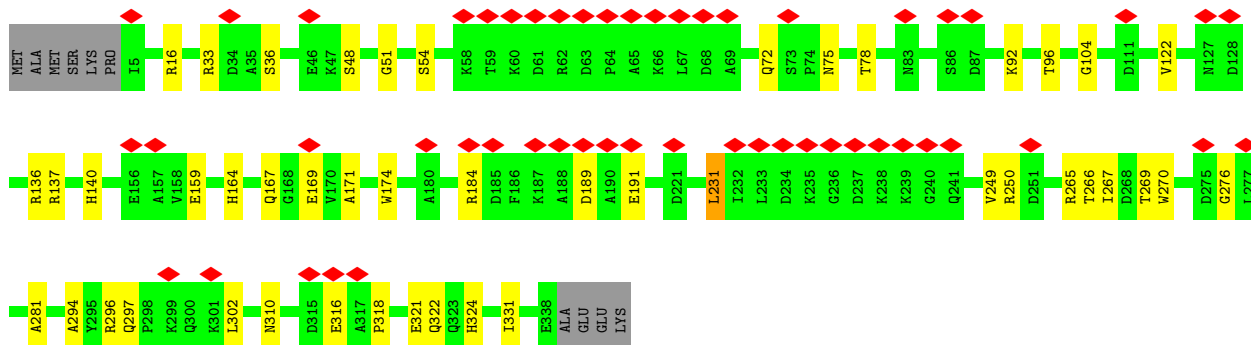 MET ALA MET SER LYS PRO I5 R16 R33 D34 A35 S36 E46 K47 S48 G51 S54 K58 T59 K60 D61 R62 D63 P64 A65 K66 L67 D68 A69 Q72 S73 P74 N75 T78 N83 S86 D87 K92 T96 G104 D111 V122 N127 D128
R136 R137 H140 E156 A157 V158 E159 H164 Q167 G168 E169 V170 A171 W174 A180 R184 D185 F186 K187 A188 D189 A190 E191 D221 L231 I232 L233 D234 K235 G236 D237 K238 K239 G240 Q241 V249 R250 D251 R265 T266 I267 D268 T269 W270 D275 G276 L277
A281 A294 Y295 R296 Q297 P298 K299 Q300 K301 L302 N310 D315 E316 A317 P318 E321 Q322 Q323 H324 I331 E338 ALA GLU GLU LYS